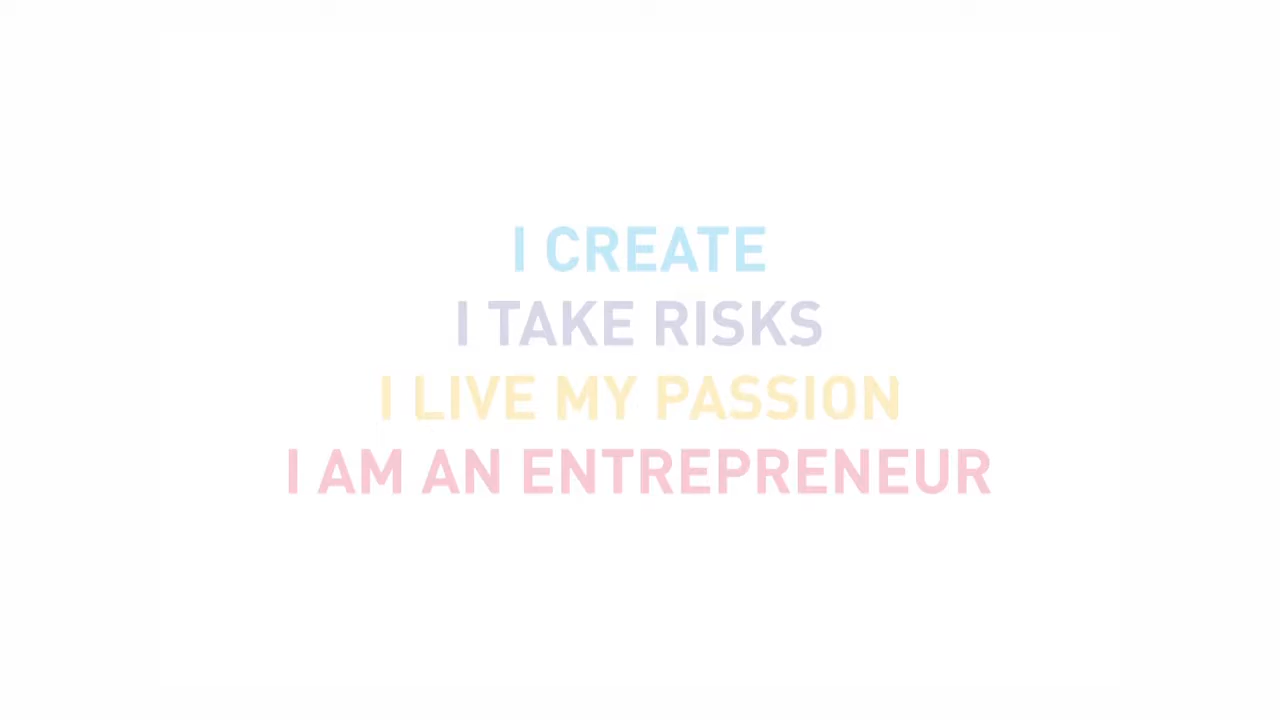 I CREATE
I TAKE RISKS
I LIVE MY PASSION
I AM AN ENTREPRENEUR